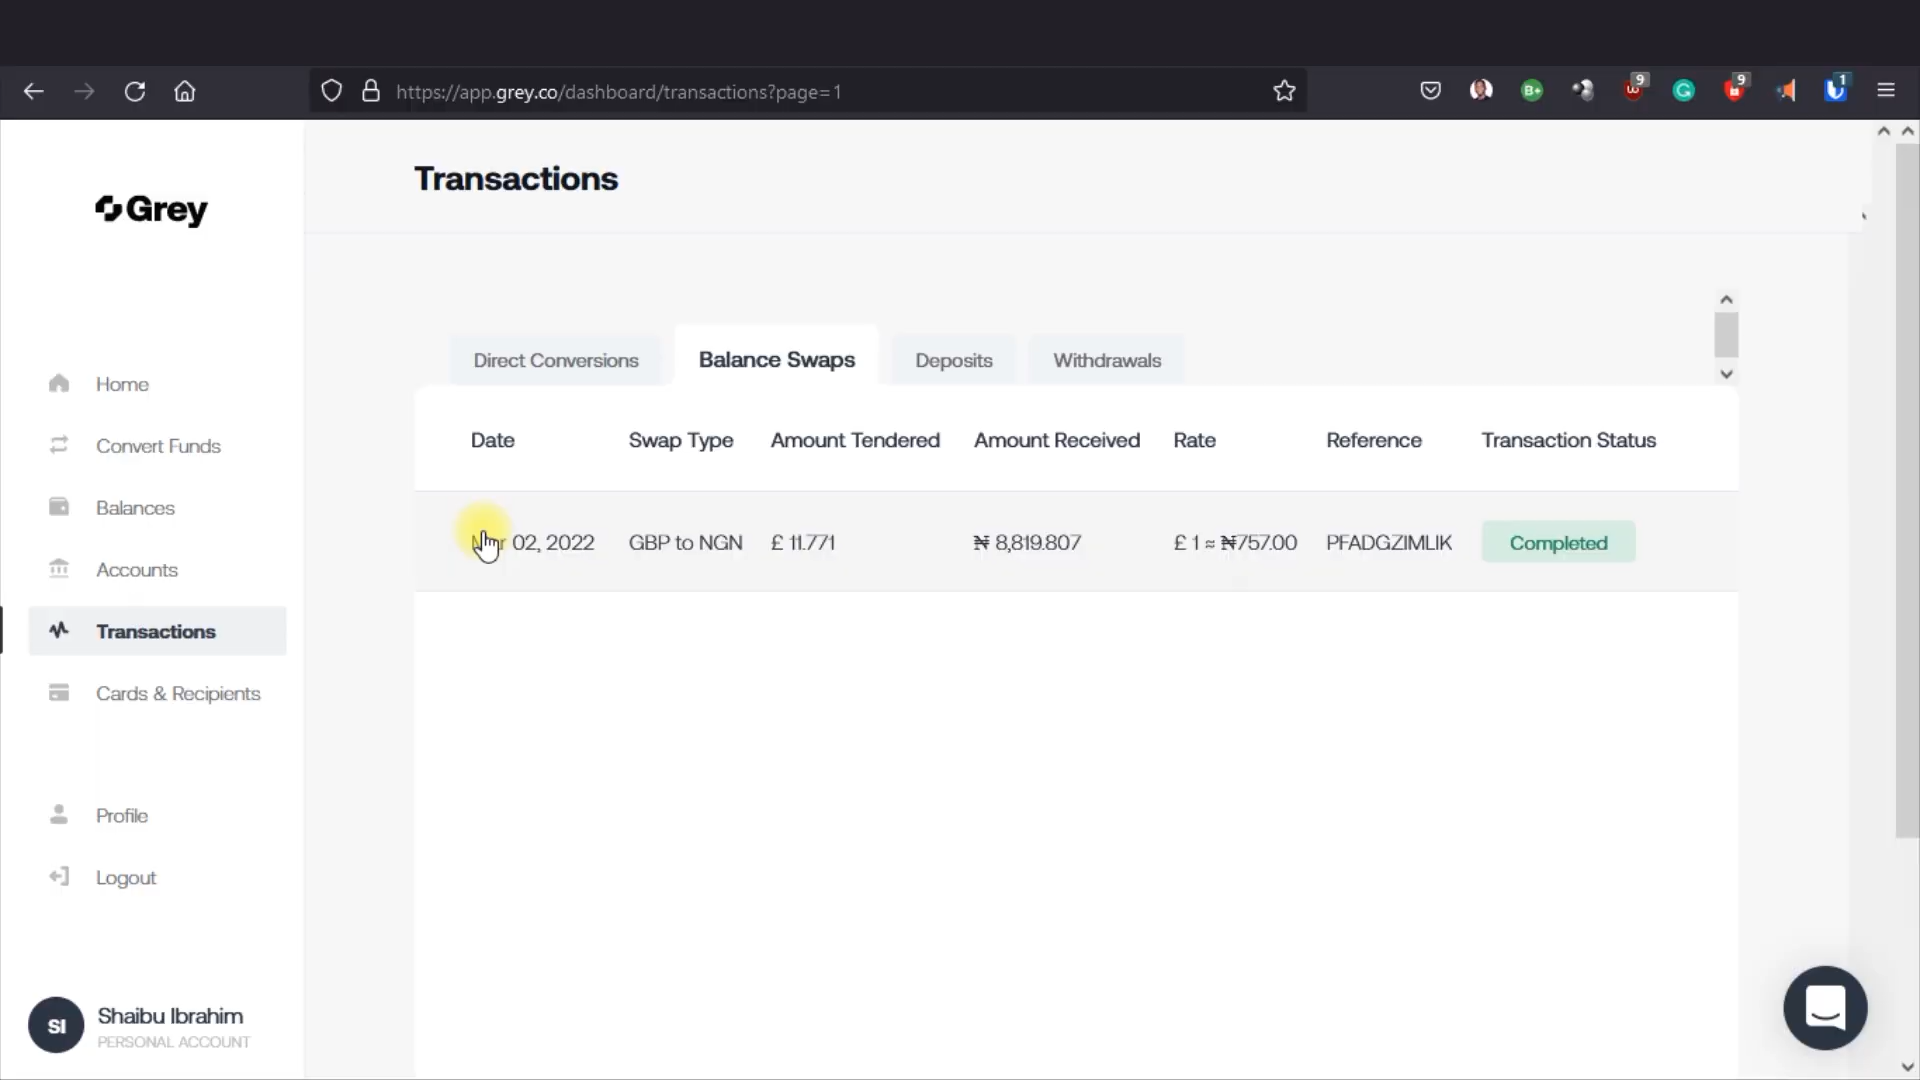 https://app.grey.co/dashboard/transactions?page=1
B+
9
9
1
Grey
Home
Convert Funds
Balances
Accounts
Transactions
Cards & Recipients
Profile
Logout
SI
Shaibu Ibrahim
PERSONAL ACCOUNT
Transactions
Direct Conversions Balance Swaps Deposits Withdrawals
Date Swap Type Amount Tendered Amount Received Rate Reference Transaction Status
02, 2022 GBP to NGN £ 11.771 ₦ 8,819.807 £ 1 ≈ ₦757.00 PFADGZIMLIK Completed